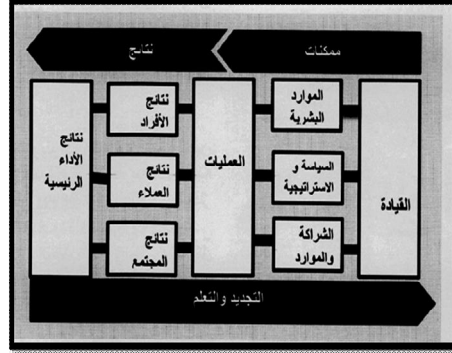 ممكنات
نتائج
القيادة
الموارد
البشرية
السياسة و
الاستراتيجية
الشراكة
والموارد
العمليات
نتائج
الأفراد
نتائج
العملاء
نتائج
المجتمع
نتائج
الأداء
الرئيسية
التجديد والتعلم